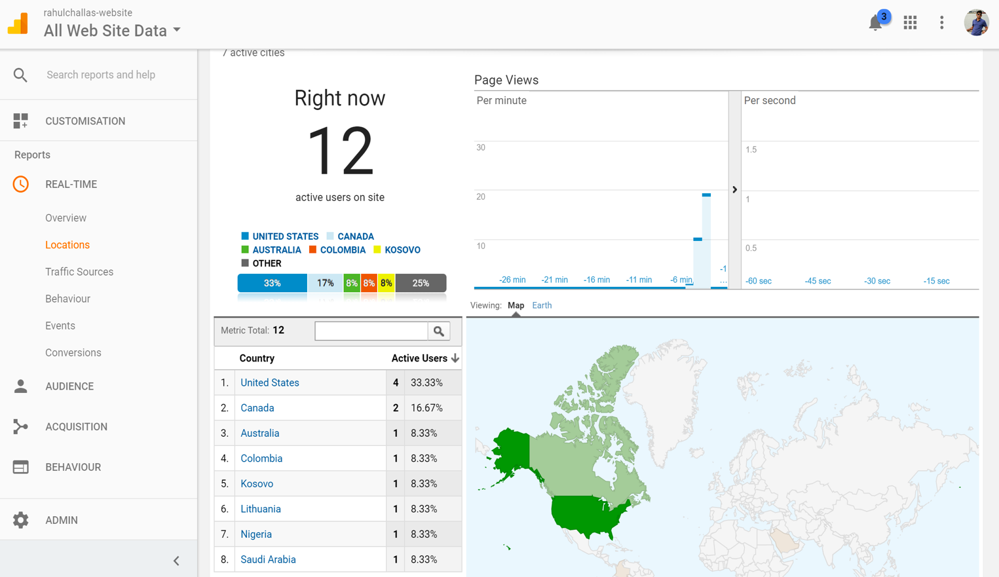 rahulchallas-website
All Web Site Data
3
Search reports and help
CUSTOMISATION
Reports
REAL-TIME
Overview
Locations
Traffic Sources
Behaviour
Events
Conversions
AUDIENCE
ACQUISITION
BEHAVIOUR
ADMIN
7 active cities
Right now
12
active users on site
UNITED STATES CANADA
AUSTRALIA COLOMBIA KOSOVO
OTHER
33% 17% 8% 8% 8% 25%
Page Views
Per minute
30
20
10
-26 min -21 min -16 min -11 min -6 min -1
...
Per second
1.5
1
0.5
-60 sec -45 sec -30 sec -15 sec
Viewing: Map Earth
Metric Total: 12
Country Active Users
1. United States 4 33.33%
2. Canada 2 16.67%
3. Australia 1 8.33%
4. Colombia 1 8.33%
5. Kosovo 1 8.33%
6. Lithuania 1 8.33%
7. Nigeria 1 8.33%
8. Saudi Arabia 1 8.33%